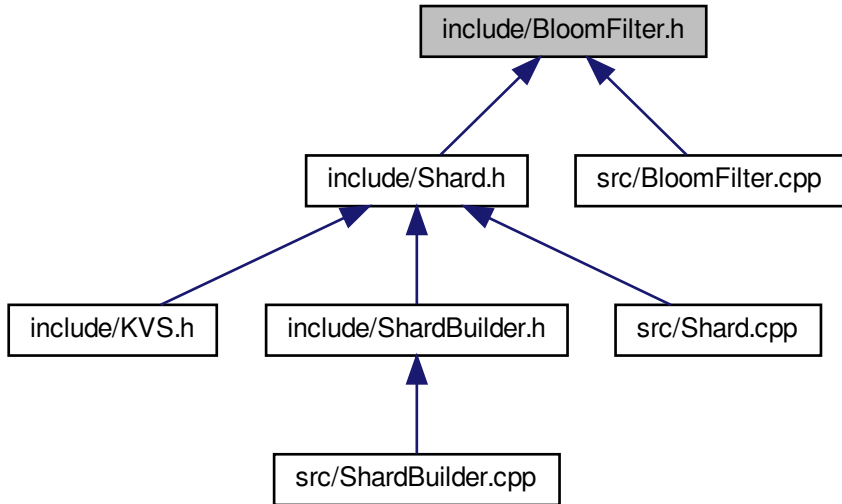 include/BloomFilter.h
include/Shard.h
src/BloomFilter.cpp
include/KVS.h
include/ShardBuilder.h
src/Shard.cpp
src/ShardBuilder.cpp